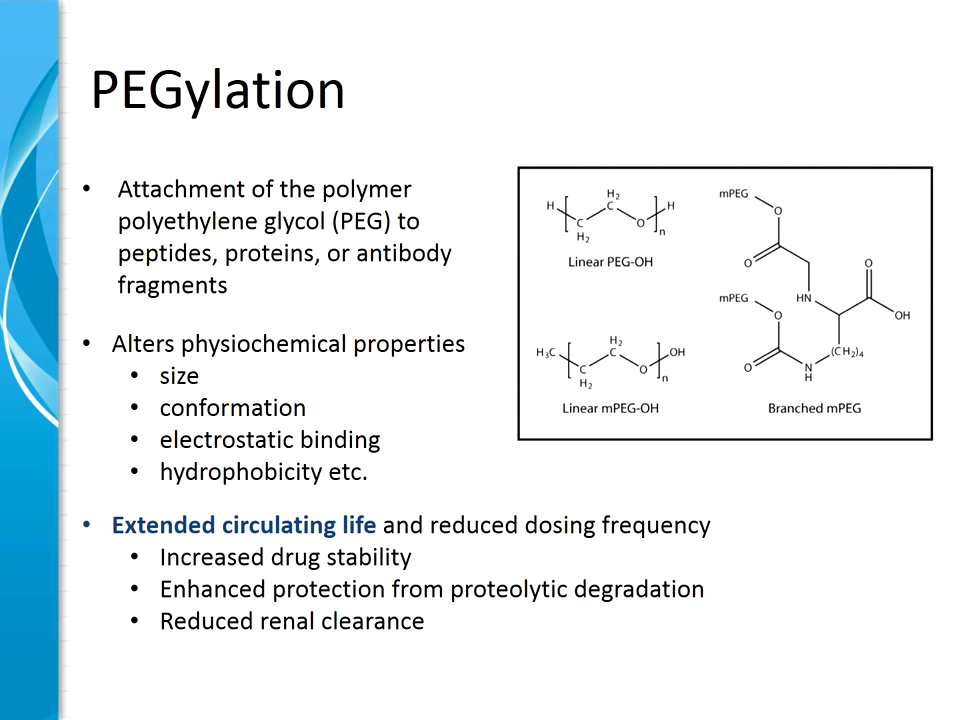 PEGylation
• Attachment of the polymer
polyethylene glycol (PEG) to
peptides, proteins, or antibody
fragments
• Alters physiochemical properties
• size
• conformation
• electrostatic binding
• hydrophobicity etc.
• Extended circulating life and reduced dosing frequency
• Increased drug stability
• Enhanced protection from proteolytic degradation
• Reduced renal clearance
H2
H C H
C O n
H2
Linear PEG-OH
H2
H3C C OH
C O n
H2
Linear mPEG-OH
mPEG
O
O O
mPEG HN
O OH
(CH2)4
O N
H
Branched mPEG